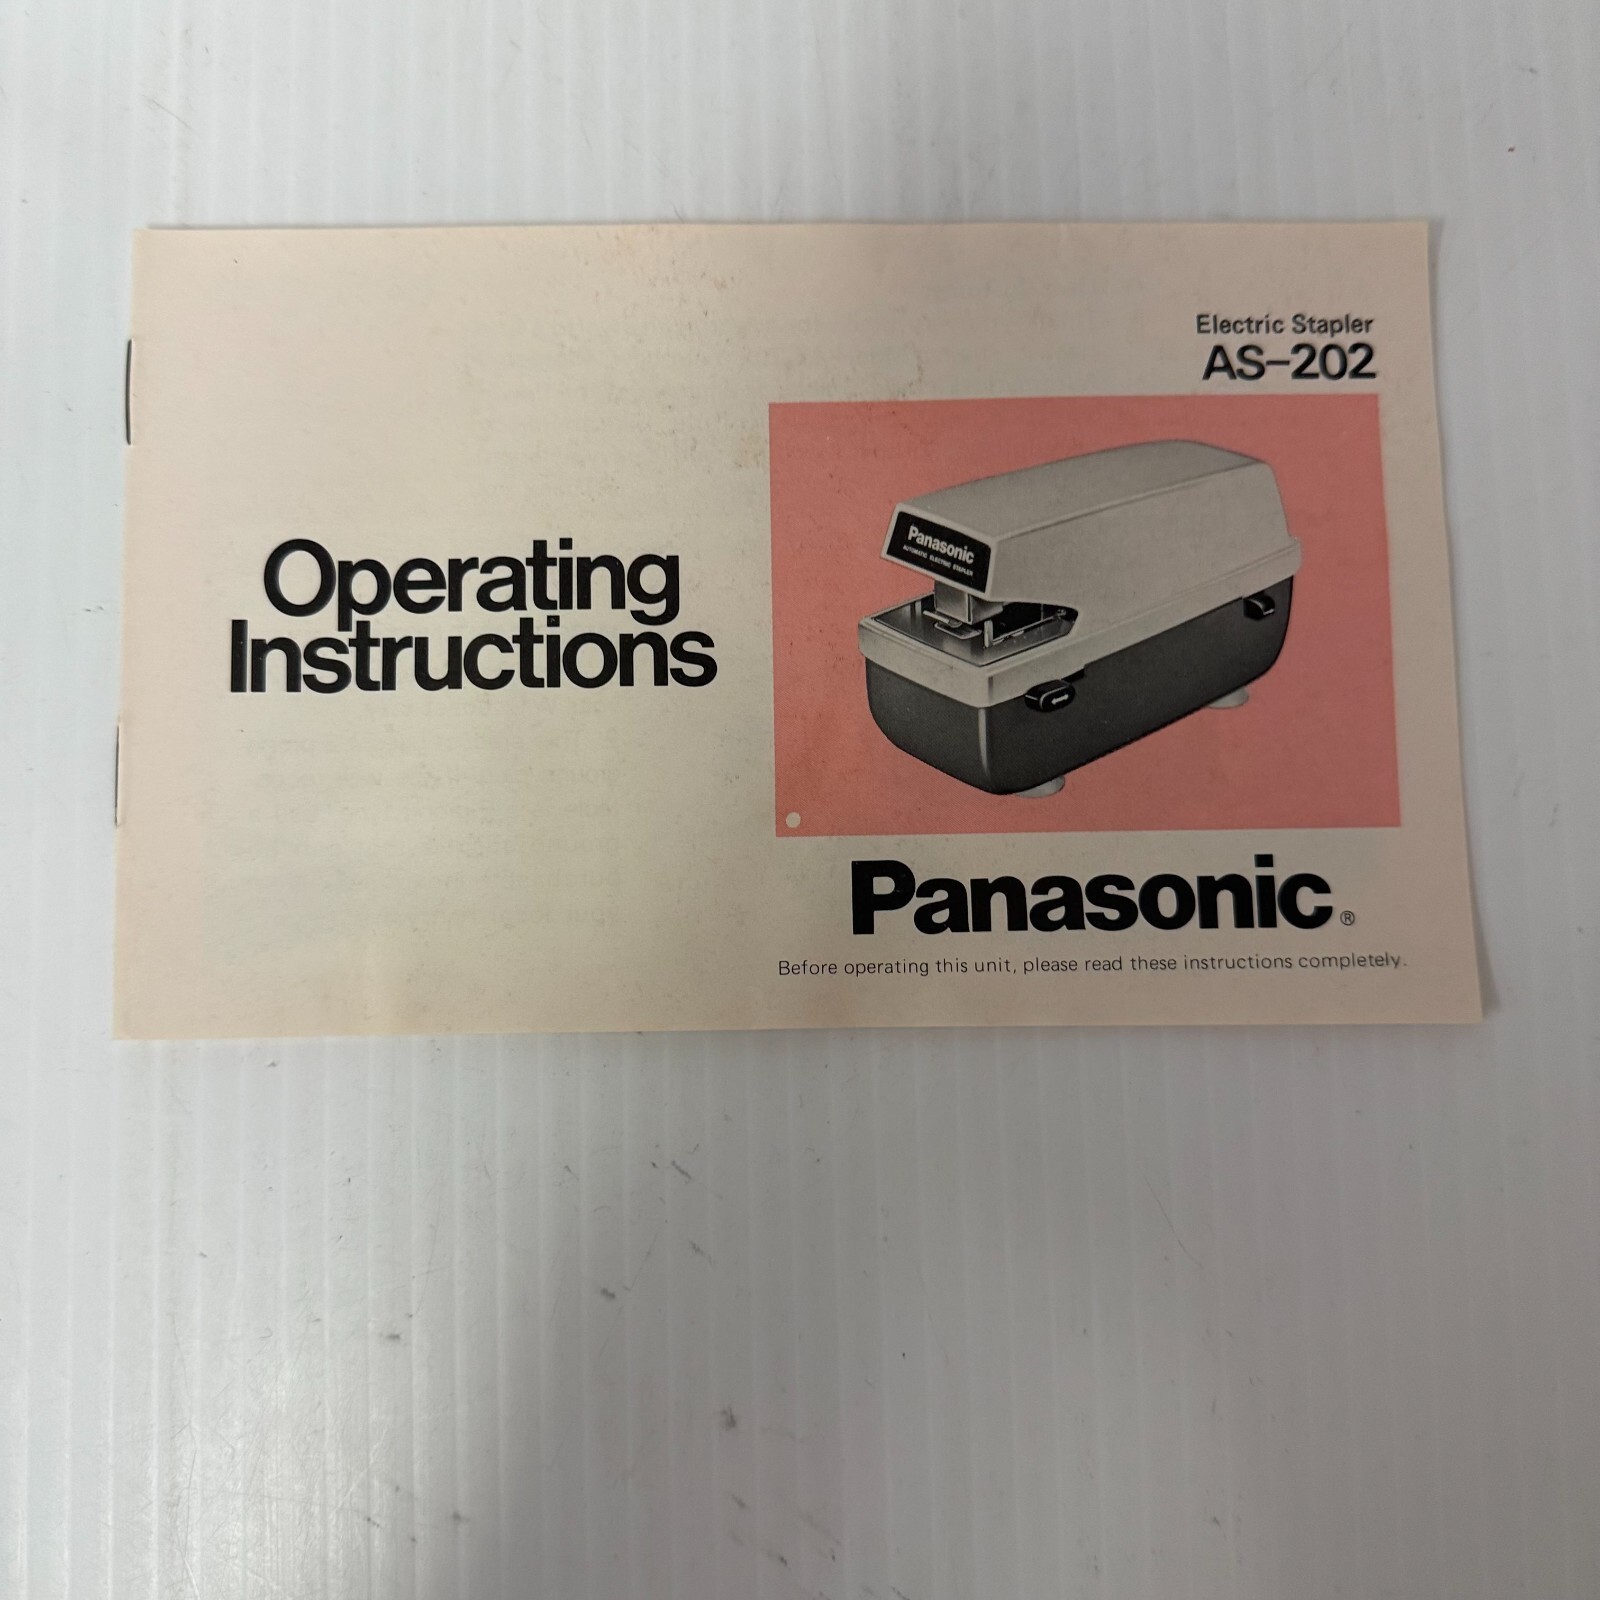 Electric Stapler
AS-202
Operating
Instructions
Panasonic
AUTOMATIC ELECTRIC STAPLER
Panasonic®
Before operating this unit, please read these instructions completely.